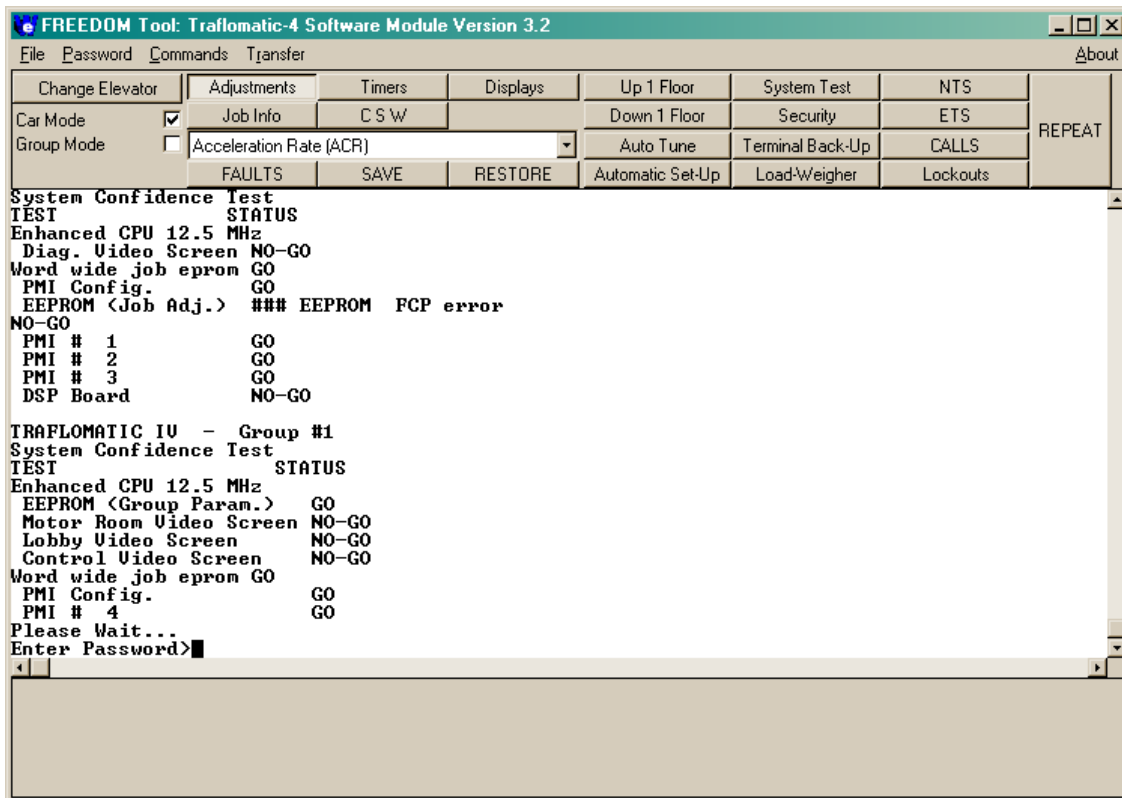 FREEDOM Tool: Traflomatic-4 Software Module Version 3.2
File Password Commands Transfer About
Change Elevator Adjustments Timers Displays Up 1 Floor System Test NTS
Car Mode Job Info C S W Down 1 Floor Security ETS REPEAT
Group Mode Acceleration Rate (ACR) Auto Tune Terminal Back-Up CALLS
FAULTS SAVE RESTORE Automatic Set-Up Load-Weigher Lockouts
System Confidence Test
TEST STATUS
Enhanced CPU 12.5 MHz
Diag. Video Screen NO-GO
Word wide job eprom GO
PMI Config. GO
EEPROM (Job Adj.) ### EEPROM FCP error
NO-GO
PMI # 1 GO
PMI # 2 GO
PMI # 3 GO
DSP Board NO-GO
TRAFLOMATIC IV - Group #1
System Confidence Test
TEST STATUS
Enhanced CPU 12.5 MHz
EEPROM (Group Param.) GO
Motor Room Video Screen NO-GO
Lobby Video Screen NO-GO
Control Video Screen NO-GO
Word wide job eprom GO
PMI Config. GO
PMI # 4 GO
Please Wait...
Enter Password>